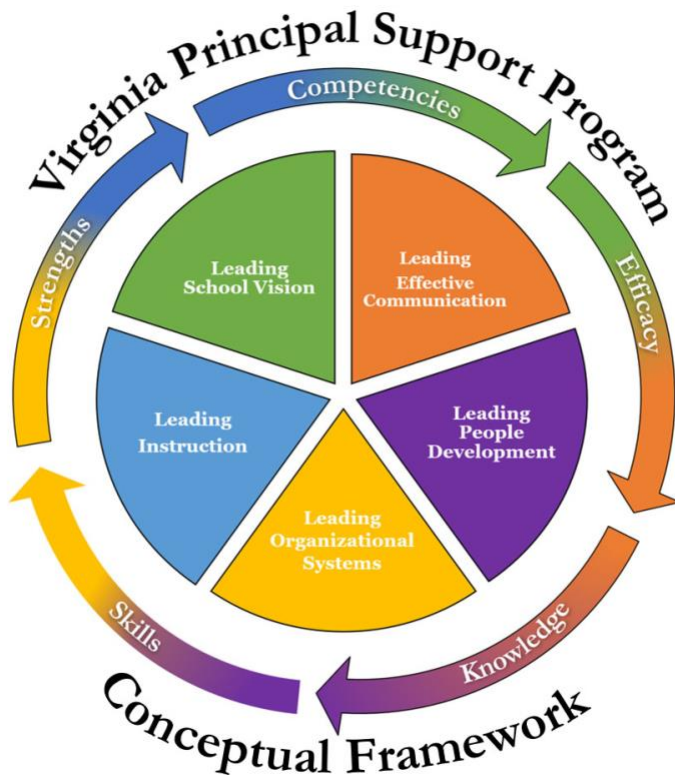 Virginia Principal Support Program
Competencies
Efficacy
Knowledge
Skills
Strengths
Leading
School Vision
Leading
Effective
Communication
Leading
People
Development
Leading
Organizational
Systems
Leading
Instruction
Conceptual Framework